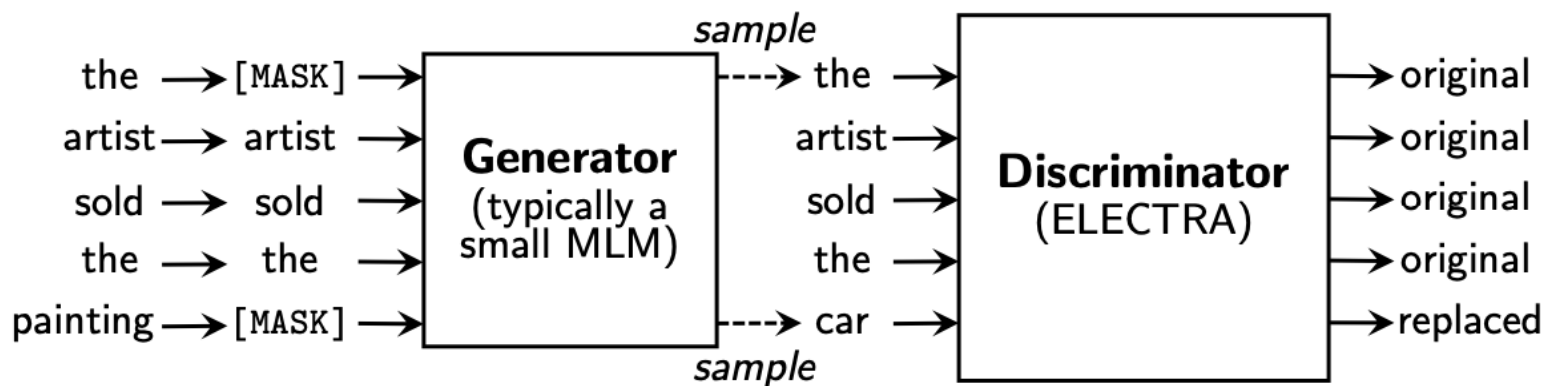 sample
the [MASK] the original
artist artist artist original
Generator
(typically a
small MLM)
Discriminator
(ELECTRA)
sold sold sold original
the the the original
painting [MASK] car replaced
sample